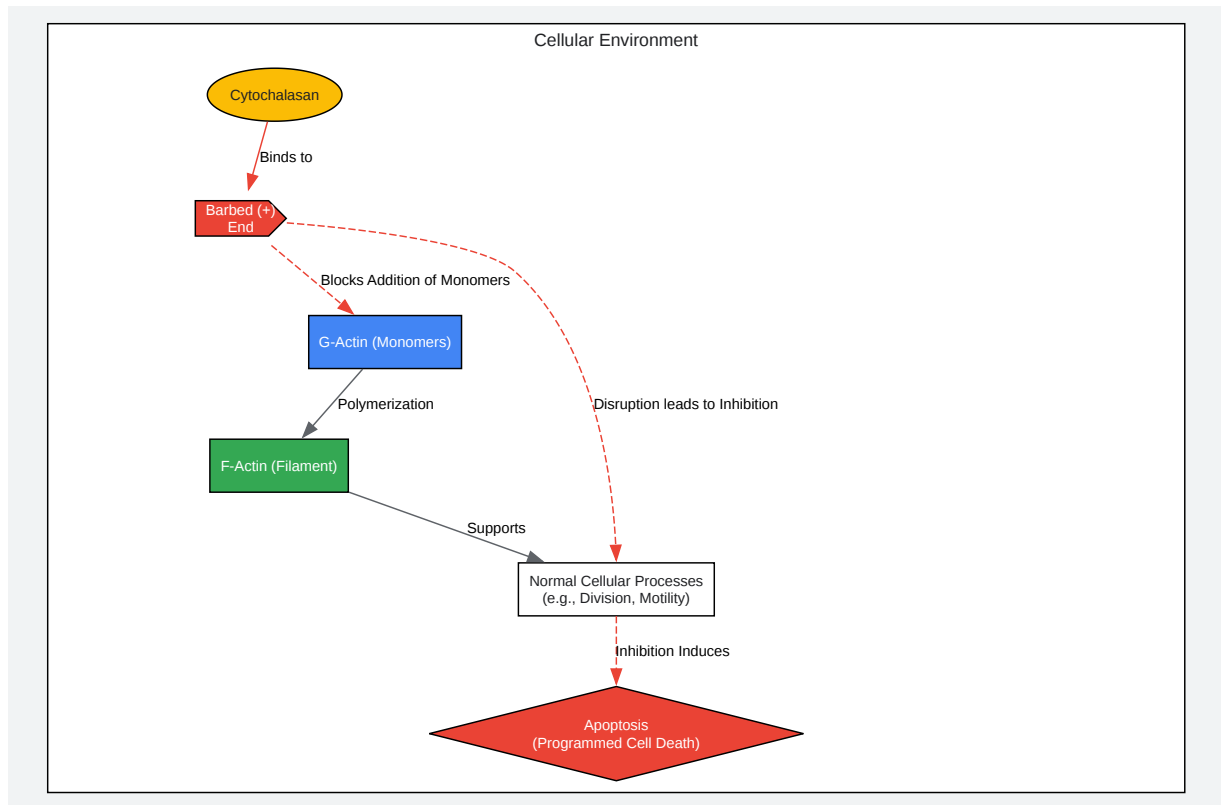 Cellular Environment
Cytochalasan
Binds to
Barbed (+)
End
Blocks Addition of Monomers
G-Actin (Monomers)
Polymerization
Disruption leads to Inhibition
F-Actin (Filament)
Supports
Normal Cellular Processes
(e.g., Division, Motility)
Inhibition Induces
Apoptosis
(Programmed Cell Death)